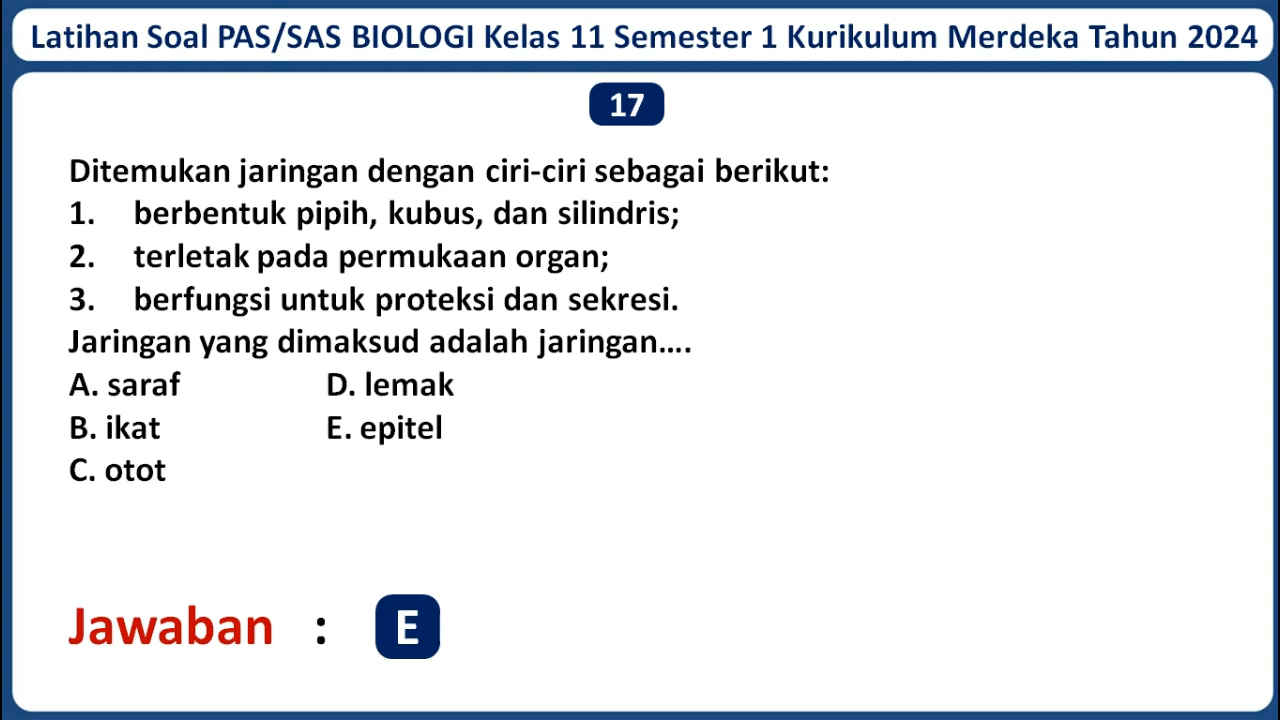 Latihan Soal PAS/SAS BIOLOGI Kelas 11 Semester 1 Kurikulum Merdeka Tahun 2024
17
Ditemukan jaringan dengan ciri-ciri sebagai berikut:
1. berbentuk pipih, kubus, dan silindris;
2. terletak pada permukaan organ;
3. berfungsi untuk proteksi dan sekresi.
Jaringan yang dimaksud adalah jaringan....
A. saraf D. lemak
B. ikat E. epitel
C. otot
Jawaban : E